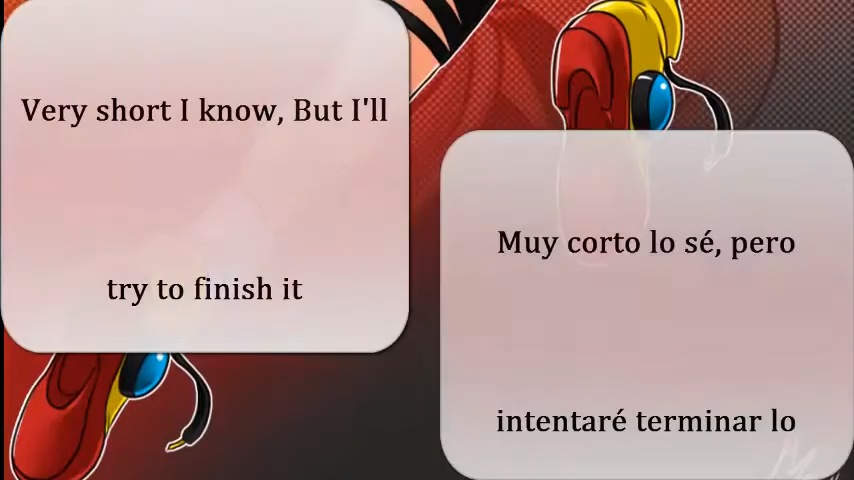 Very short I know, But I'll
try to finish it
Muy corto lo sé, pero
intentaré terminar lo